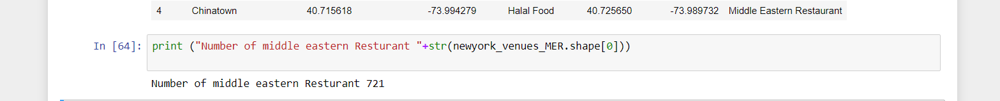 4 Chinatown 40.715618 -73.994279 Halal Food 40.725650 -73.989732 Middle Eastern Restaurant
In [64]: print ("Number of middle eastern Resturant "+str(newyork_venues_MER.shape[0]))
Number of middle eastern Resturant 721